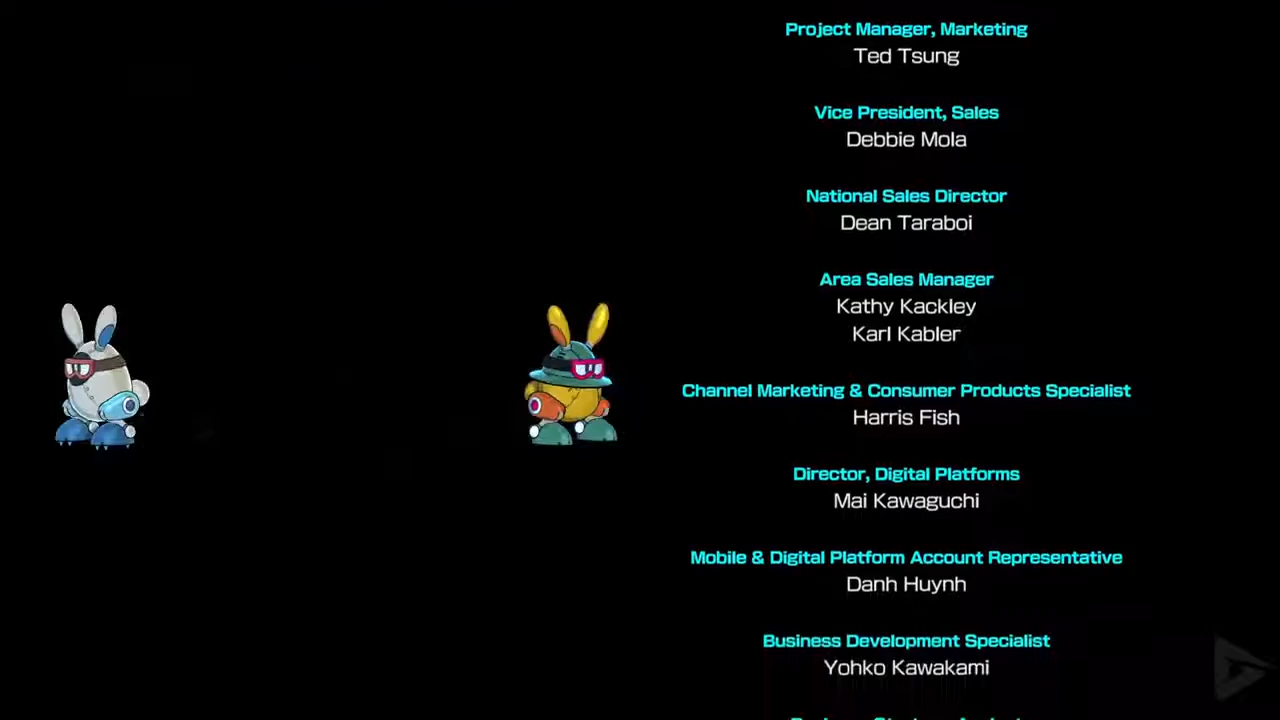 Project Manager, Marketing
Ted Tsung
Vice President, Sales
Debbie Mola
National Sales Director
Dean Taraboi
Area Sales Manager
Kathy Kackley
Karl Kabler
Channel Marketing & Consumer Products Specialist
Harris Fish
Director, Digital Platforms
Mai Kawaguchi
Mobile & Digital Platform Account Representative
Danh Huynh
Business Development Specialist
Yohko Kawakami